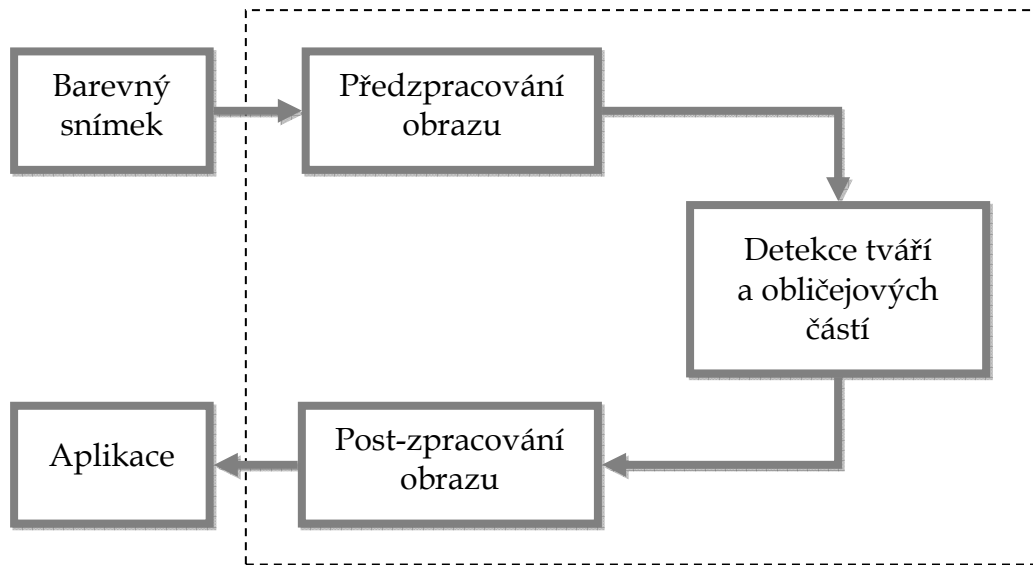 Barevný
snímek
Předzpracování
obrazu
Detekce tváří
a obličejových
částí
Post-zpracování
obrazu
Aplikace